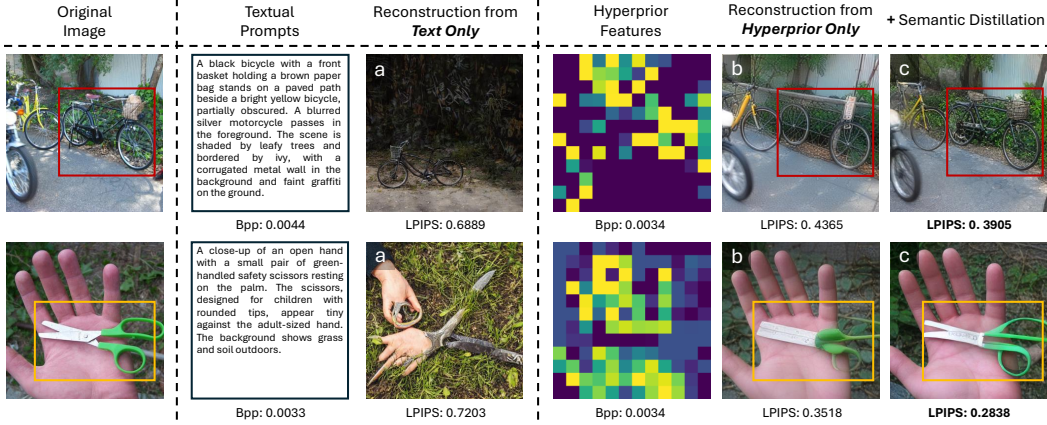 Original
Image
Textual
Prompts
Reconstruction from
Text Only
Hyperprior
Features
Reconstruction from
Hyperprior Only
+ Semantic Distillation
A black bicycle with a front
basket holding a brown paper
bag stands on a paved path
beside a bright yellow bicycle,
partially obscured. A blurred
silver motorcycle passes in
the foreground. The scene is
shaded by leafy trees and
bordered by ivy, with a
corrugated metal wall in the
background and faint graffiti
on the ground.
a
b
c
Bpp: 0.0044
LPIPS: 0.6889
Bpp: 0.0034
LPIPS: 0.4365
LPIPS: 0. 3905
A close-up of an open hand
with a small pair of green-
handled safety scissors resting
on the palm. The scissors,
designed for children with
rounded tips, appear tiny
against the adult-sized hand.
The background shows grass
and soil outdoors.
a
b
c
Bpp: 0.0033
LPIPS: 0.7203
Bpp: 0.0034
LPIPS: 0.3518
LPIPS: 0.2838